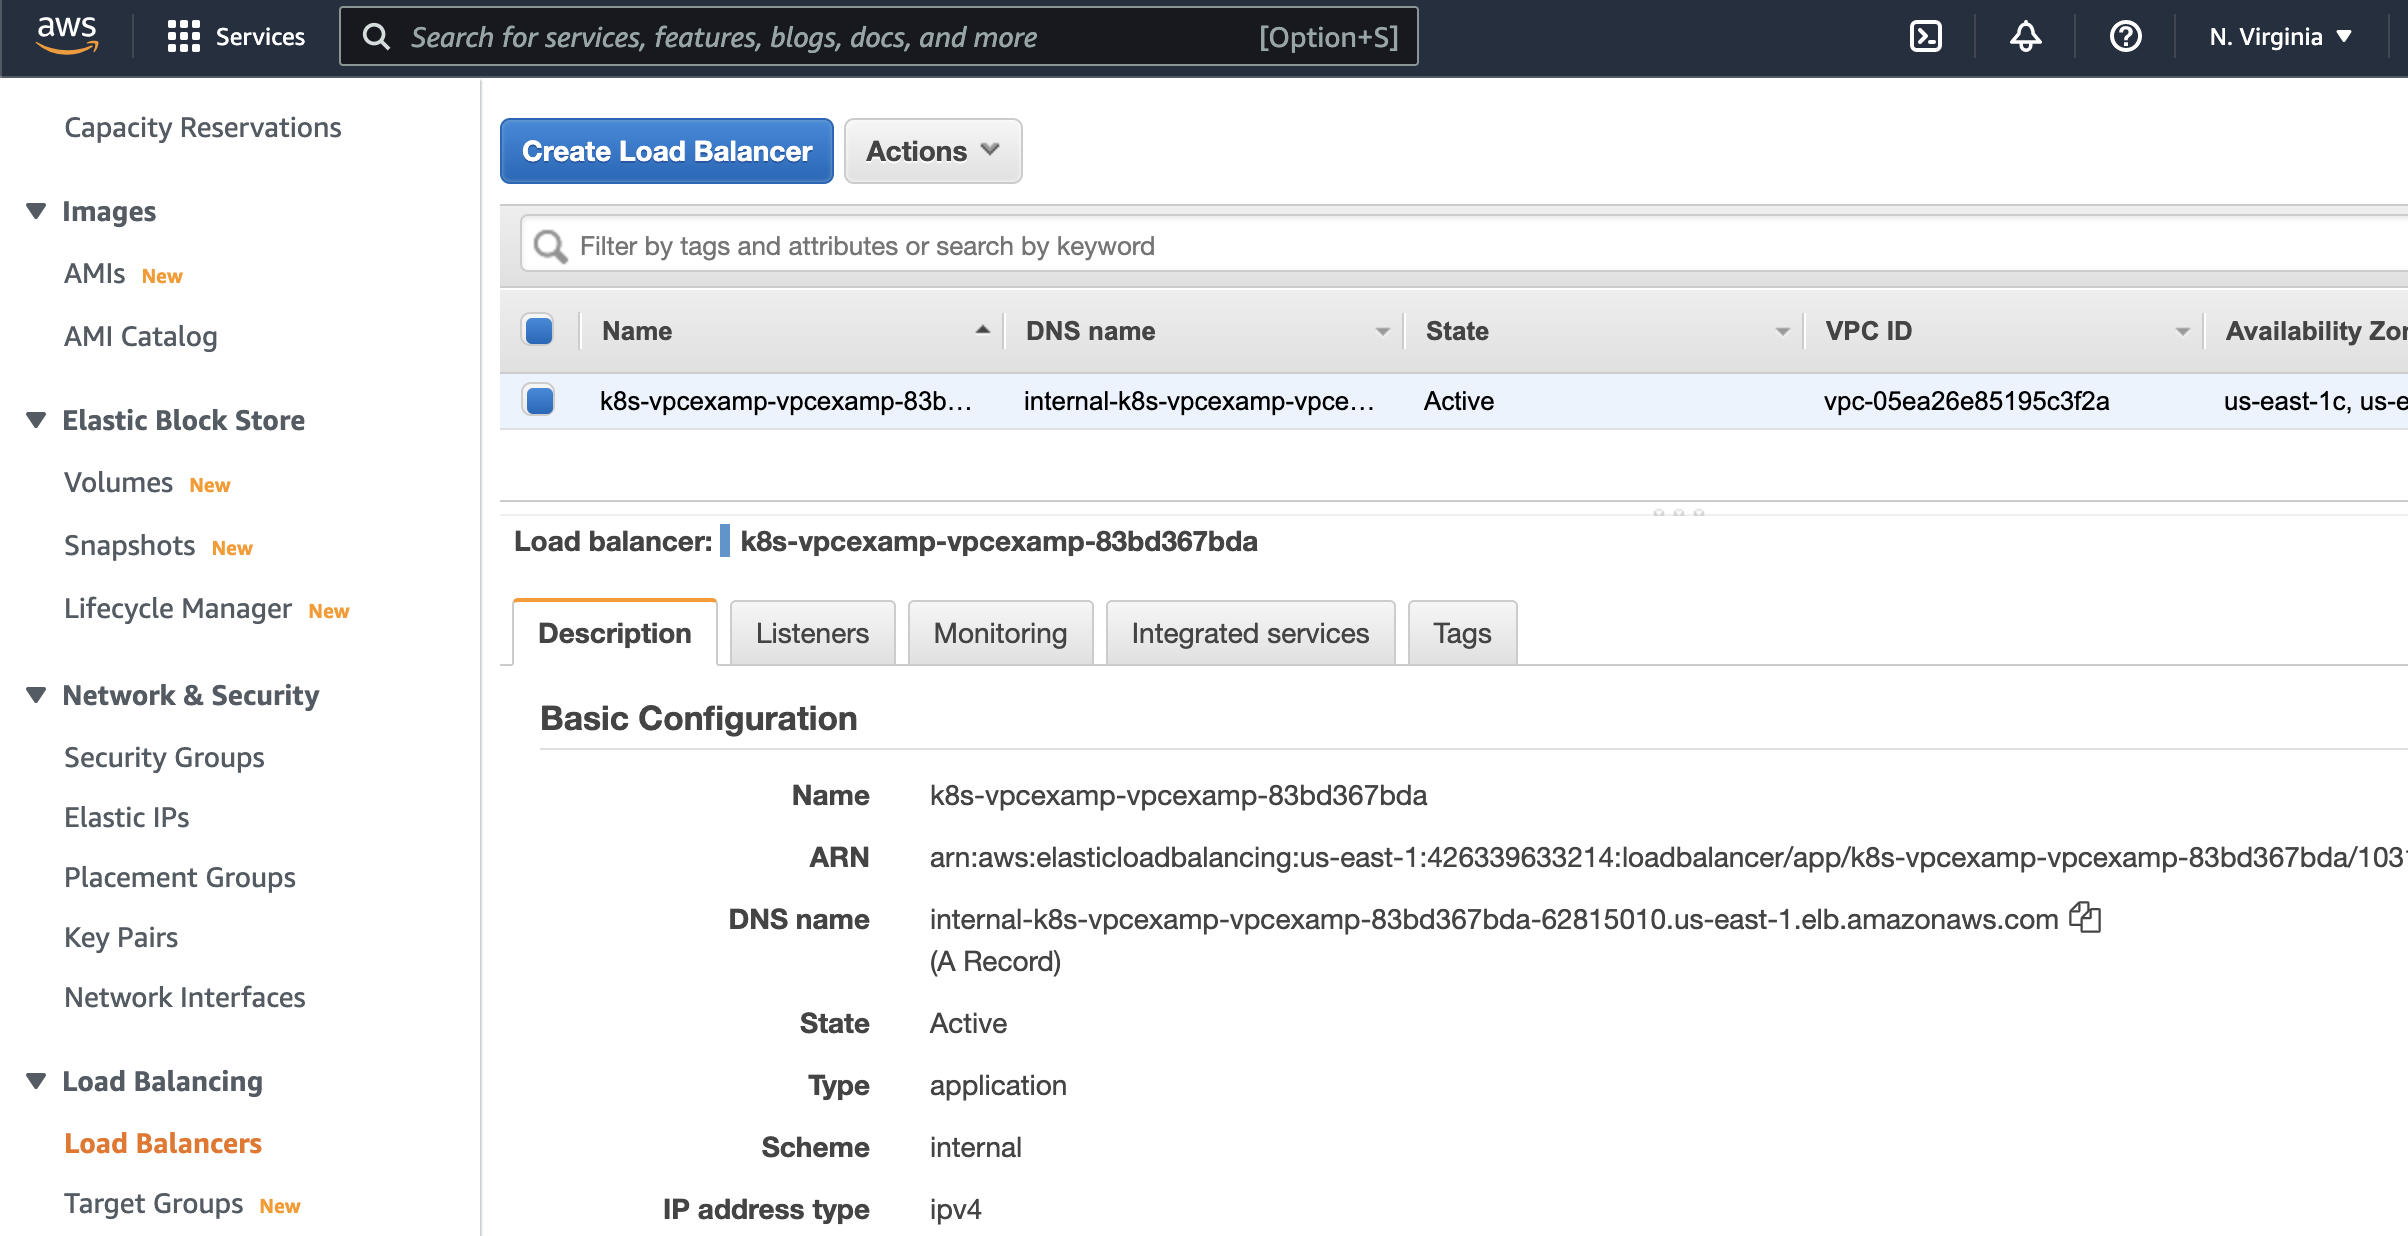 aws Services Search for services, features, blogs, docs, and more [Option+S] N. Virginia
Capacity Reservations
Images
AMIs New
AMI Catalog
Elastic Block Store
Volumes New
Snapshots New
Lifecycle Manager New
Network & Security
Security Groups
Elastic IPs
Placement Groups
Key Pairs
Network Interfaces
Load Balancing
Load Balancers
Target Groups New
Create Load Balancer Actions
Filter by tags and attributes or search by keyword
Name DNS name State VPC ID Availability Zor
k8s-vpcexamp-vpcexamp-83b... internal-k8s-vpcexamp-vpce... Active vpc-05ea26e85195c3f2a us-east-1c, us-e
Load balancer: k8s-vpcexamp-vpcexamp-83bd367bda
Description Listeners Monitoring Integrated services Tags
Basic Configuration
Name k8s-vpcexamp-vpcexamp-83bd367bda
ARN arn:aws:elasticloadbalancing:us-east-1:426339633214:loadbalancer/app/k8s-vpcexamp-vpcexamp-83bd367bda/103
DNS name internal-k8s-vpcexamp-vpcexamp-83bd367bda-62815010.us-east-1.elb.amazonaws.com
(A Record)
State Active
Type application
Scheme internal
IP address type ipv4